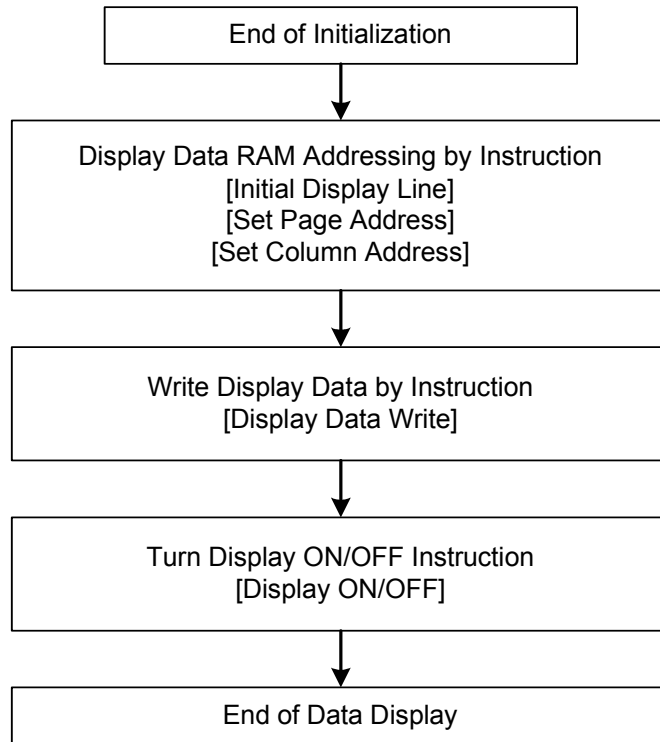 End of Initialization
Display Data RAM Addressing by Instruction
[Initial Display Line]
[Set Page Address]
[Set Column Address]
Write Display Data by Instruction
[Display Data Write]
Turn Display ON/OFF Instruction
[Display ON/OFF]
End of Data Display